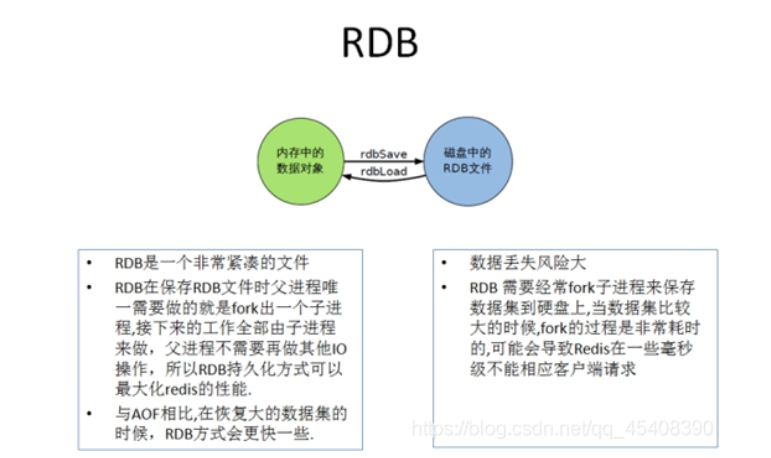 RDB
内存中的
数据对象
rdbSave
rdbLoad
磁盘中的
RDB文件
• RDB是一个非常紧凑的文件
• RDB在保存RDB文件时父进程唯
一需要做的就是fork出一个子进
程,接下来的工作全部由子进程
来做，父进程不需要再做其他IO
操作，所以RDB持久化方式可以
最大化redis的性能.
• 与AOF相比,在恢复大的数据集的
时候，RDB方式会更快一些.
• 数据丢失风险大
• RDB 需要经常fork子进程来保存
数据集到硬盘上,当数据集比较
大的时候,fork的过程是非常耗时
的,可能会导致Redis在一些毫秒
级不能相应客户端请求
https://blog.csdn.net/qq_45408390